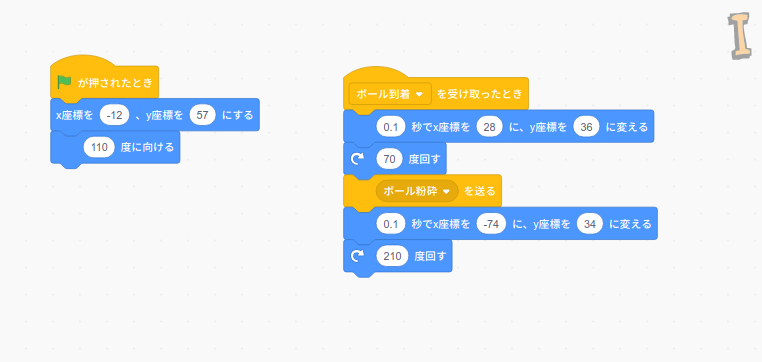 が押されたとき
x座標を -12 、y座標を 57 にする
110 度に向ける
ボール到着 を受け取ったとき
0.1 秒でx座標を 28 に、y座標を 36 に変える
70 度回す
ボール粉砕 を送る
0.1 秒でx座標を -74 に、y座標を 34 に変える
210 度回す
I